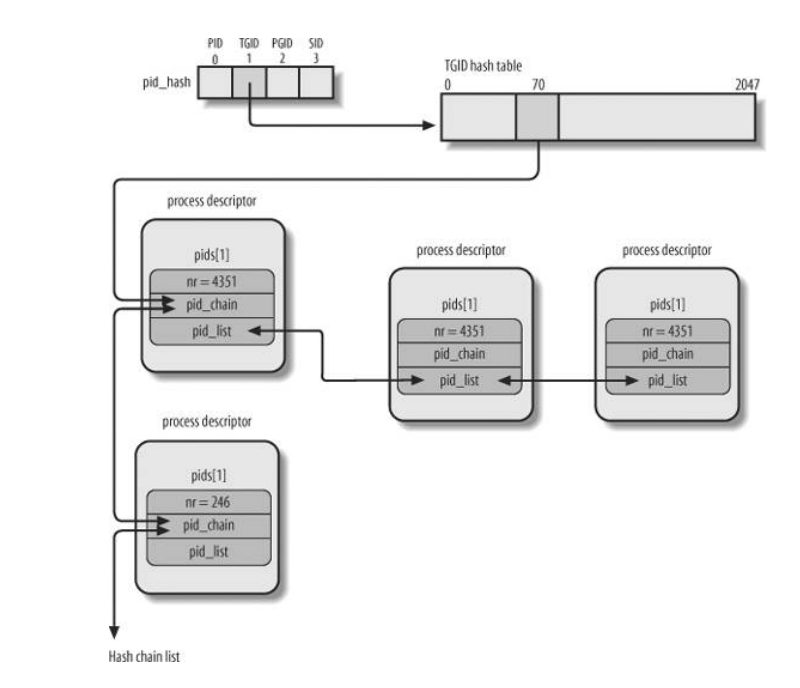 PID TGID PGID SID
0 1 2 3
pid_hash
TGID hash table
0 70 2047
process descriptor
pids[1]
nr = 4351
pid_chain
pid_list
process descriptor
pids[1]
nr = 4351
pid_chain
pid_list
process descriptor
pids[1]
nr = 4351
pid_chain
pid_list
process descriptor
pids[1]
nr = 246
pid_chain
pid_list
Hash chain list